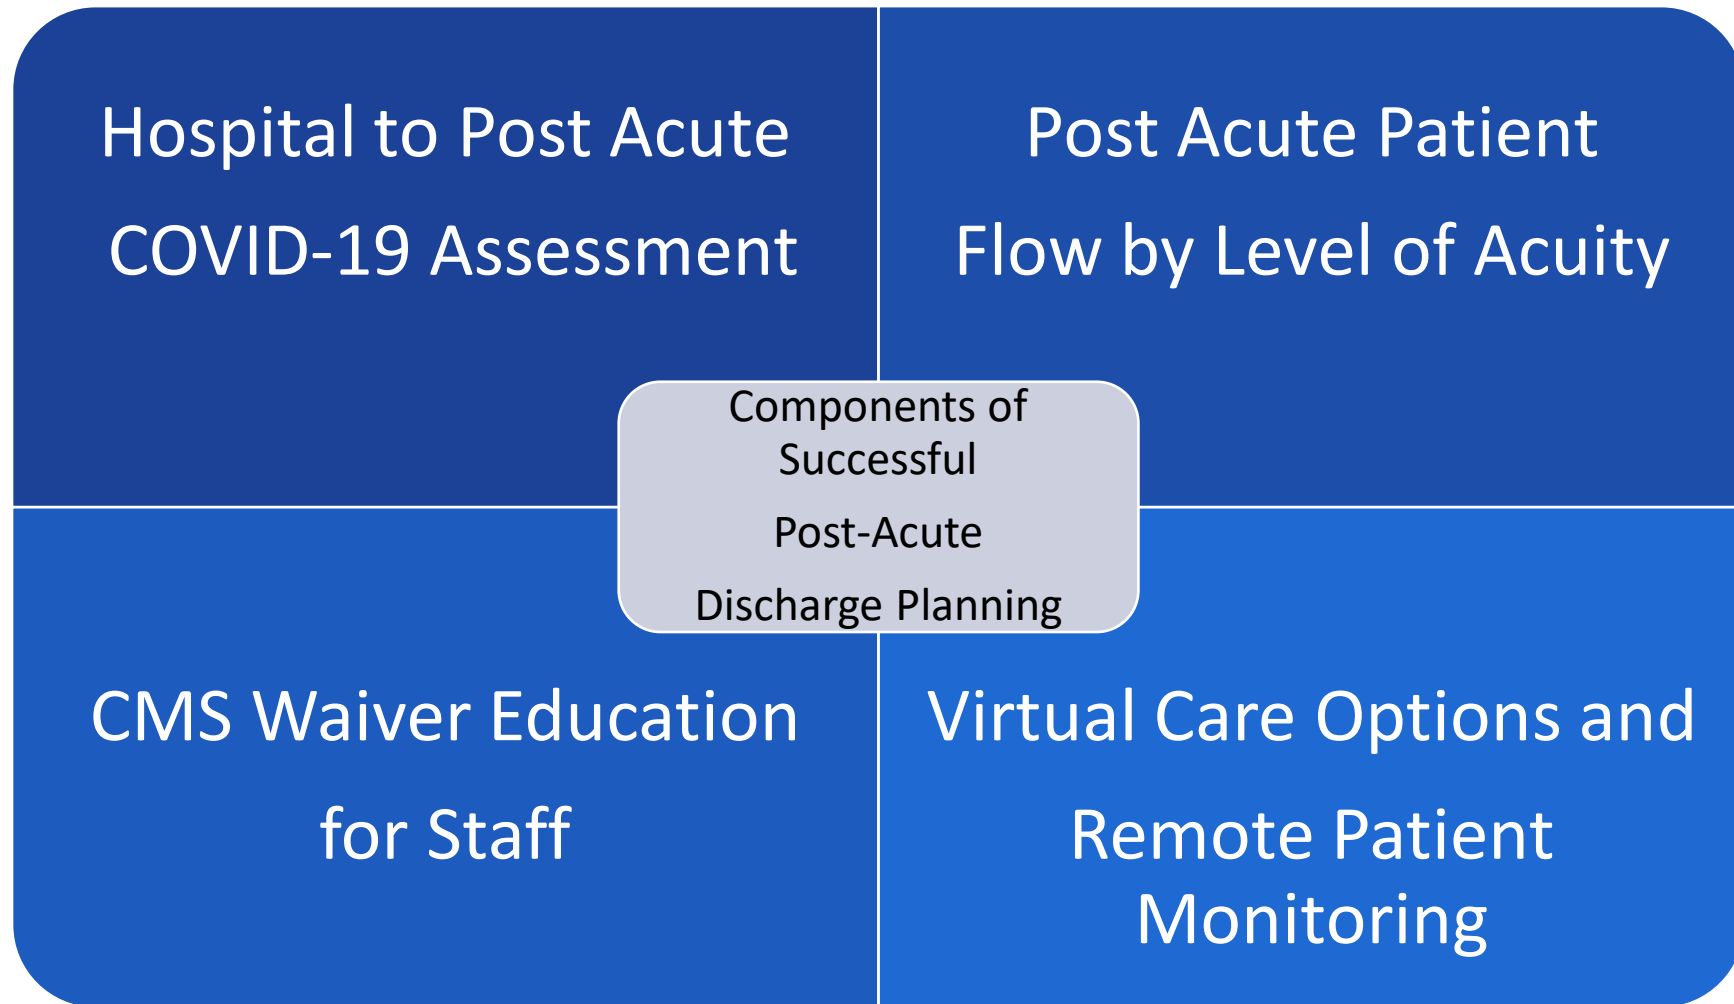 Hospital to Post Acute
COVID-19 Assessment
Post Acute Patient
Flow by Level of Acuity
Components of
Successful
Post-Acute
Discharge Planning
CMS Waiver Education
for Staff
Virtual Care Options and
Remote Patient
Monitoring